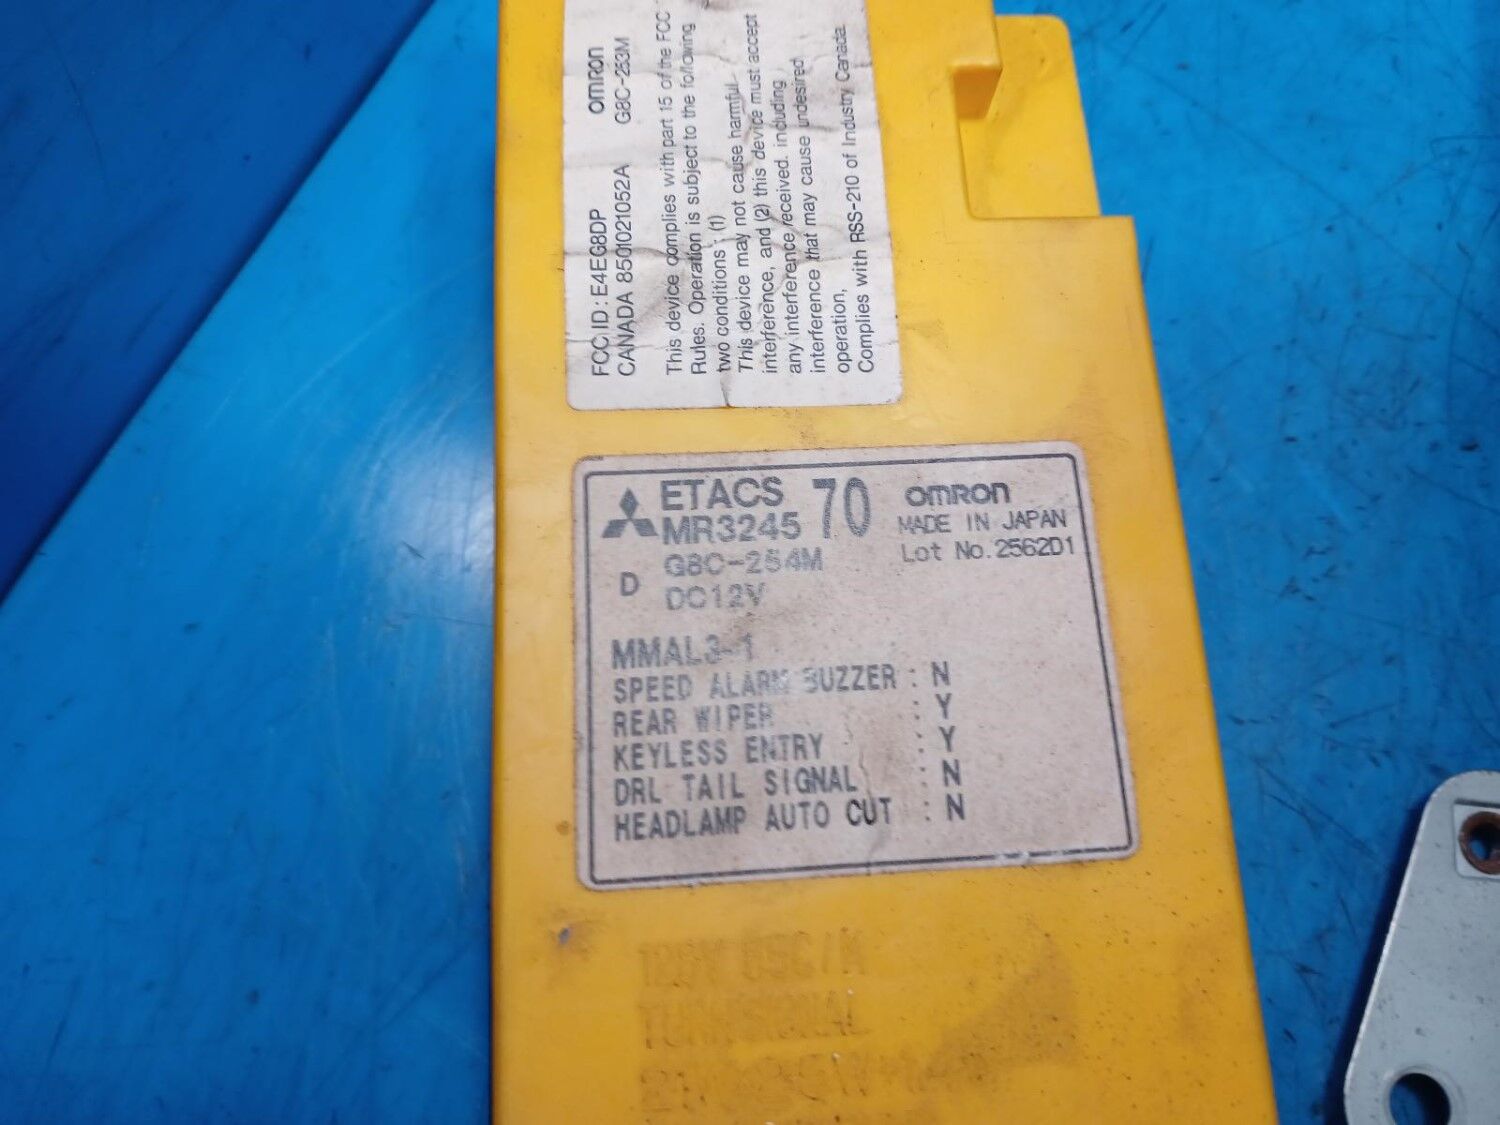 FCC ID : E4EG8DP omron
CANADA 8501021052A G8C-253M
This device complies with part 15 of the FCC
Rules. Operation is subject to the following
two conditions : (1)
This device may not cause harmful
interference, and (2) this device must accept
any interference received, including
interference that may cause undesired
operation,
Complies with RSS-210 of Industry Canada
ETACS 70 omron
MR3245 MADE IN JAPAN
G8C-254M Lot No.2562D1
D DC12V
MMAL3-1
SPEED ALARM BUZZER : N
REAR WIPER : Y
KEYLESS ENTRY : Y
DRL TAIL SIGNAL : N
HEADLAMP AUTO CUT : N